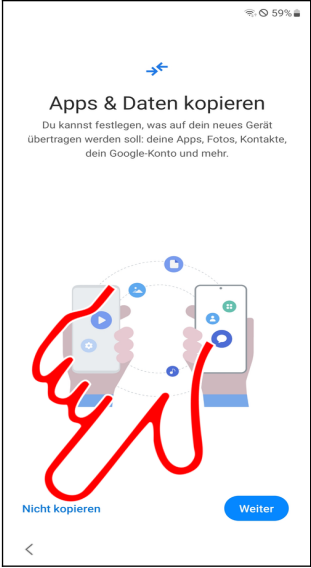 59%
Apps & Daten kopieren
Du kannst festlegen, was auf dein neues Gerät
übertragen werden soll: deine Apps, Fotos, Kontakte,
dein Google-Konto und mehr.
Nicht kopieren
Weiter